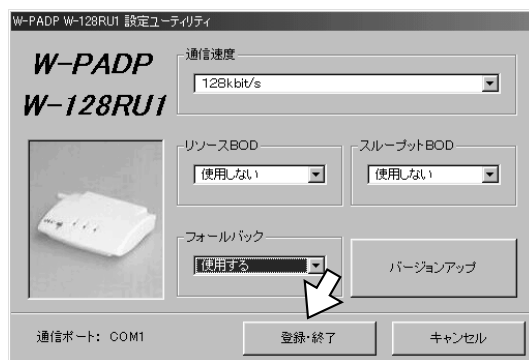 W-PADP W-128RU1 設定ユーティリティ
W-PADP
W-128RU1
通信速度
128kbit/s
リソースBOD
使用しない
スループットBOD
使用しない
フォールバック
使用する
バージョンアップ
通信ポート： COM1
登録・終了
キャンセル